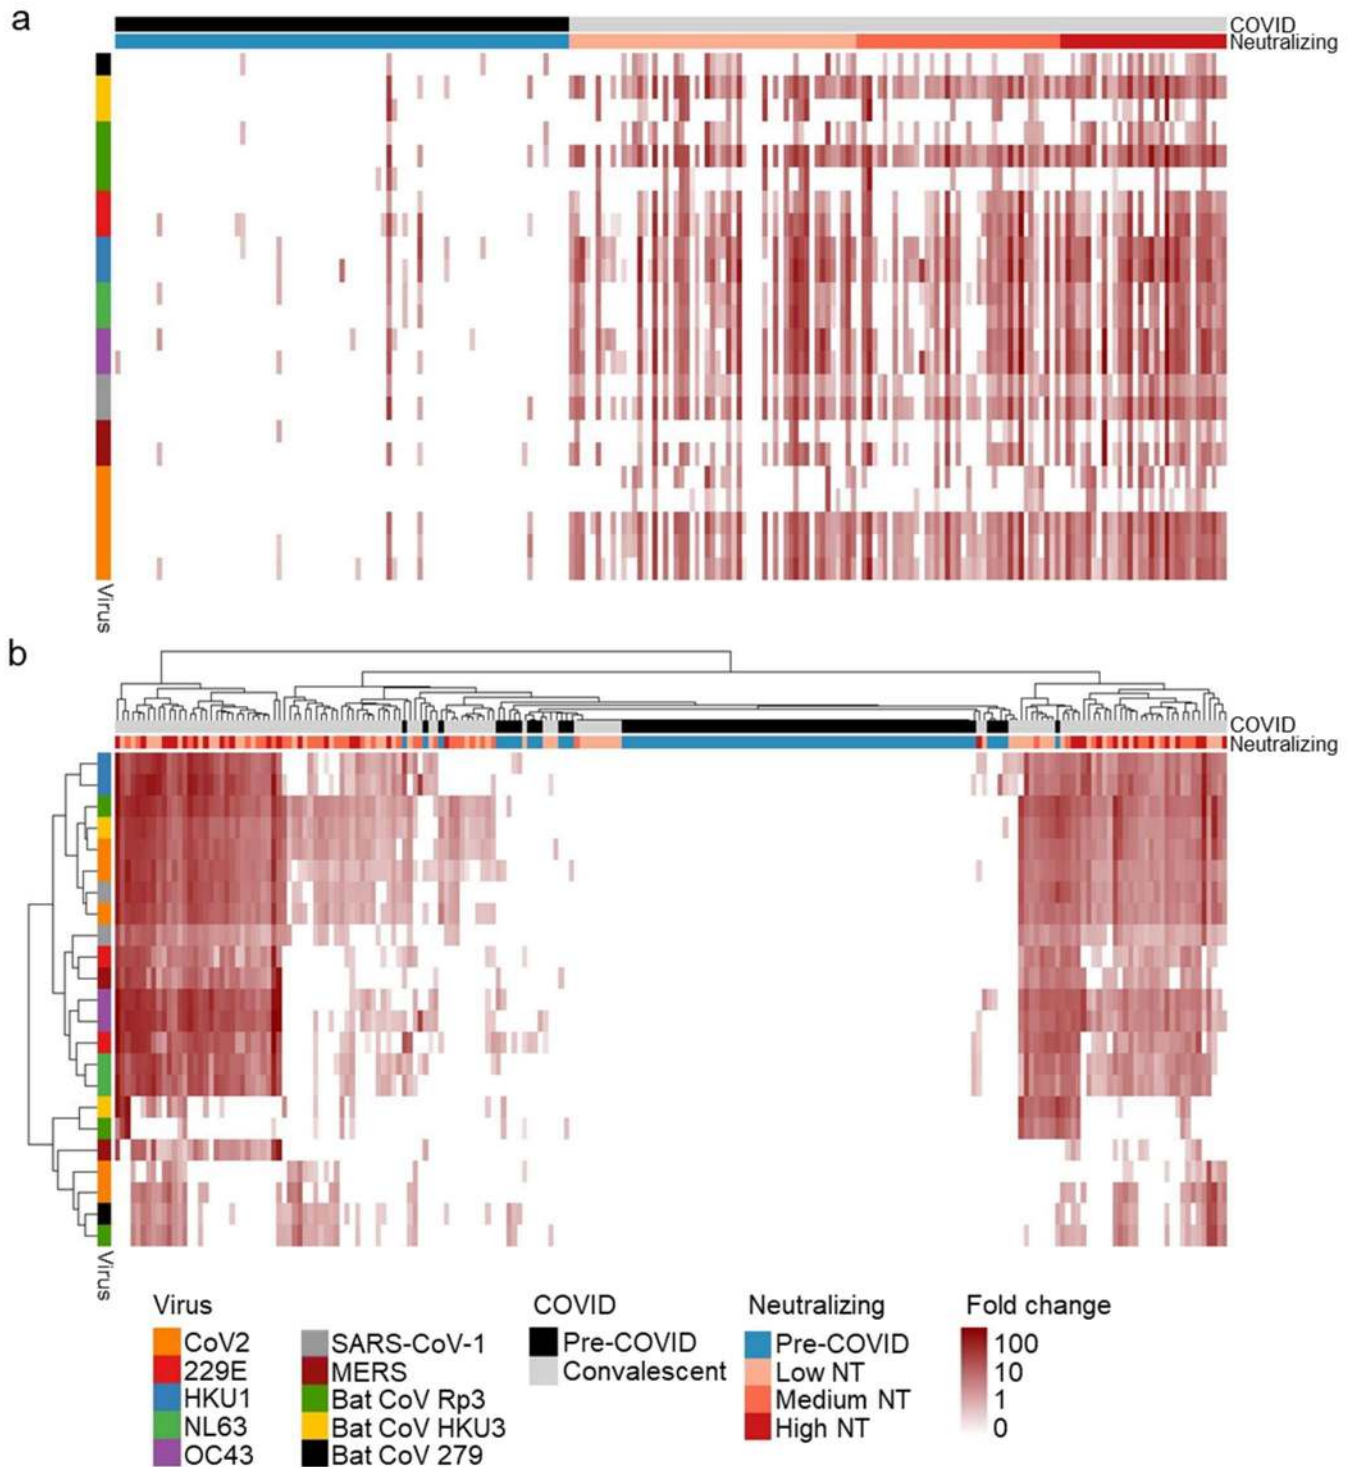 a
COVID
Neutralizing
Virus
b
COVID
Neutralizing
Virus
Virus COVID Neutralizing Fold change
CoV2 SARS-CoV-1 Pre-COVID Pre-COVID 100
229E MERS Convalescent Low NT 10
HKU1 Bat CoV Rp3 Medium NT 1
NL63 Bat CoV HKU3 High NT 0
OC43 Bat CoV 279